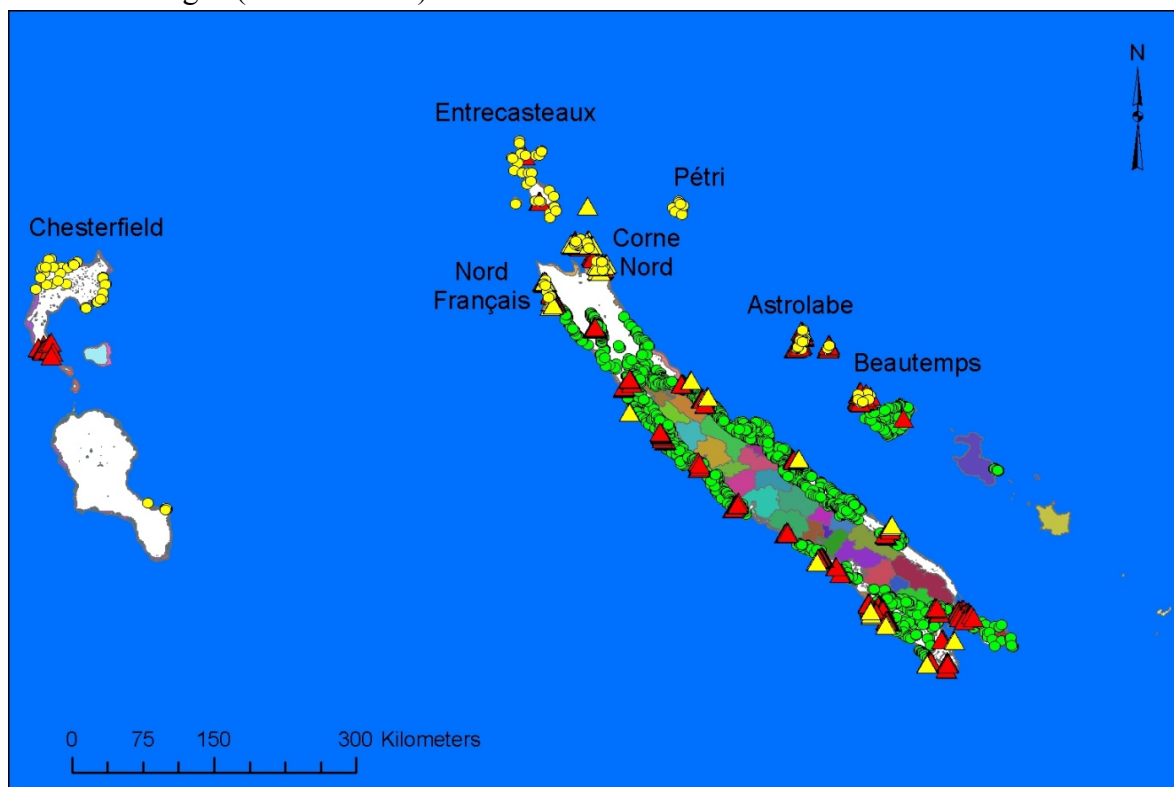 N
Entrecasteaux
Pétri
Chesterfield
Corne
Nord
Nord
Français
Astrolabe
Beautemps
0 75 150 300 Kilometers